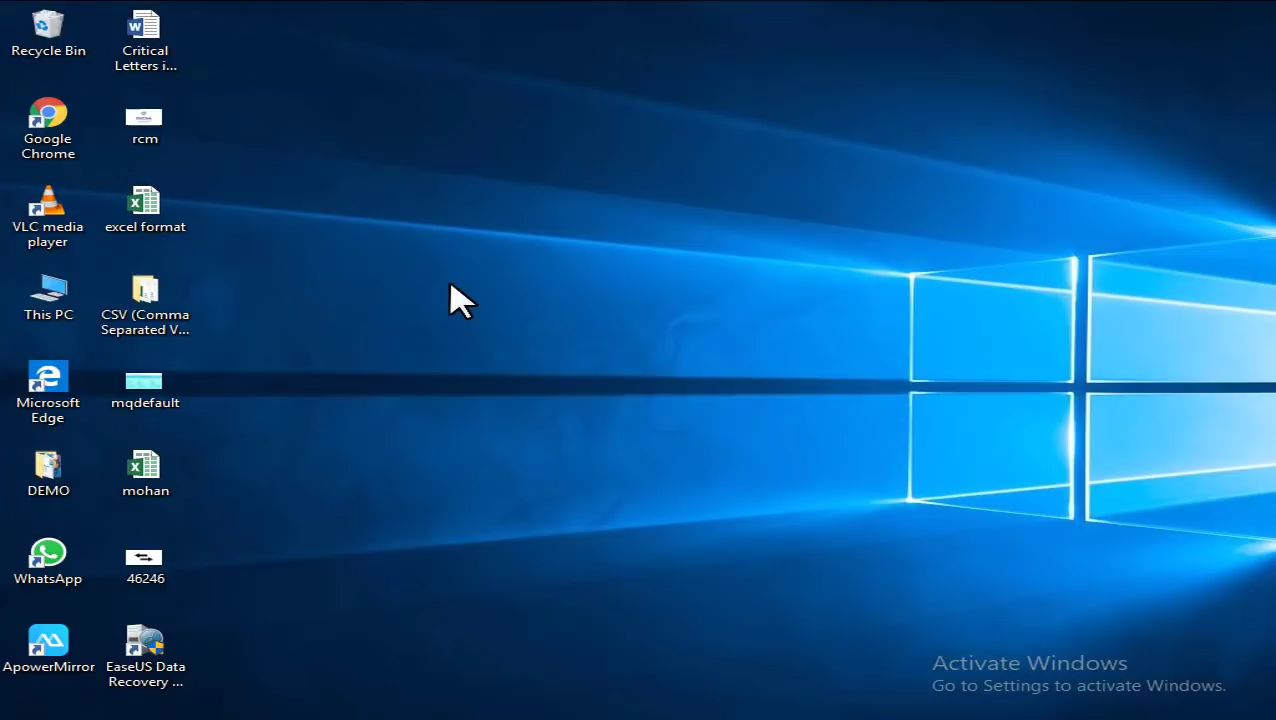 Recycle Bin
Critical
Letters i...
Google
Chrome
rcm
VLC media
player
excel format
This PC
CSV (Comma
Separated V...
Microsoft
Edge
mqdefault
DEMO
mohan
WhatsApp
46246
ApowerMirror
EaseUS Data
Recovery ...
Activate Windows
Go to Settings to activate Windows.